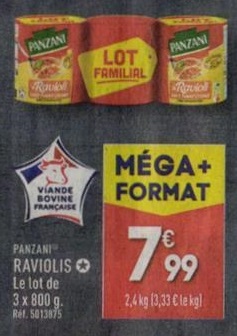 PANZANI
PANZANI
LOT
FAMILIAL
Ravioli
Ravioli
VIANDE
BOVINE
FRANÇAISE
MÉGA+
FORMAT
7€99
2,4 kg (3,33 € le kg)
PANZANI
RAVIOLIS
Le lot de
3 x 800 g.
Réf. 5013875